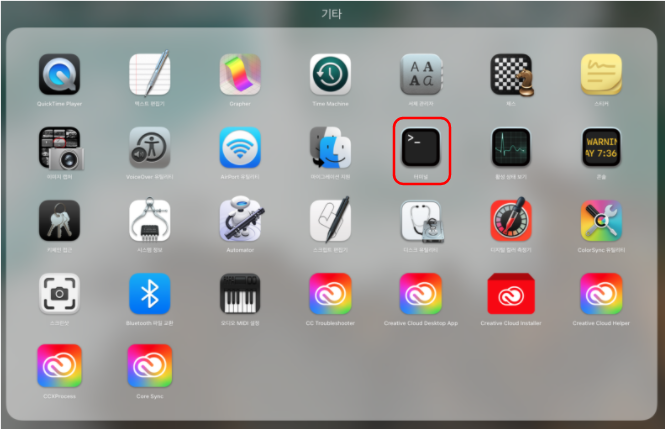 기타
QuickTime Player
텍스트 편집기
Grapher
Time Machine
서체 관리자
체스
스티커
이미지 캡처
VoiceOver 유틸리티
AirPort 유틸리티
마이그레이션 지원
>_
터미널
활성 상태 보기
WARNIN
AY 7:36
콘솔
키체인 접근
시스템 정보
Automator
스크립트 편집기
디스크 유틸리티
디지털 컬러 측정기
ColorSync 유틸리티
스크린샷
Bluetooth 파일 교환
오디오 MIDI 설정
CC Troubleshooter
Creative Cloud Desktop App
Creative Cloud Installer
Creative Cloud Helper
CCXProcess
Core Sync